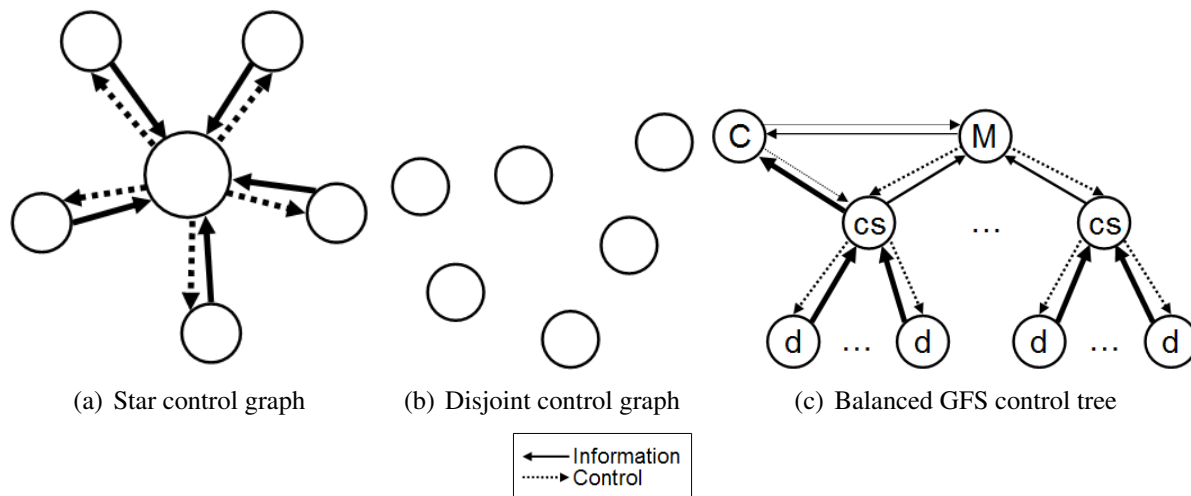 C
M
cs
...
cs
d
...
d
d
...
d
(a) Star control graph
(b) Disjoint control graph
(c) Balanced GFS control tree
Information
Control